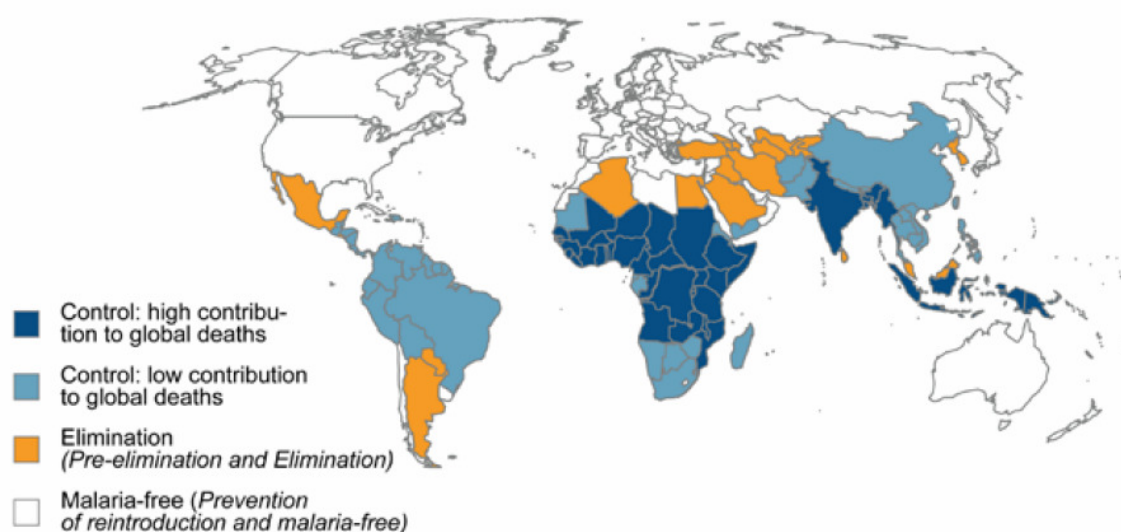 Control: high contribu-
tion to global deaths
Control: low contribution
to global deaths
Elimination
(Pre-elimination and Elimination)
Malaria-free (Prevention
of reintroduction and malaria-free)